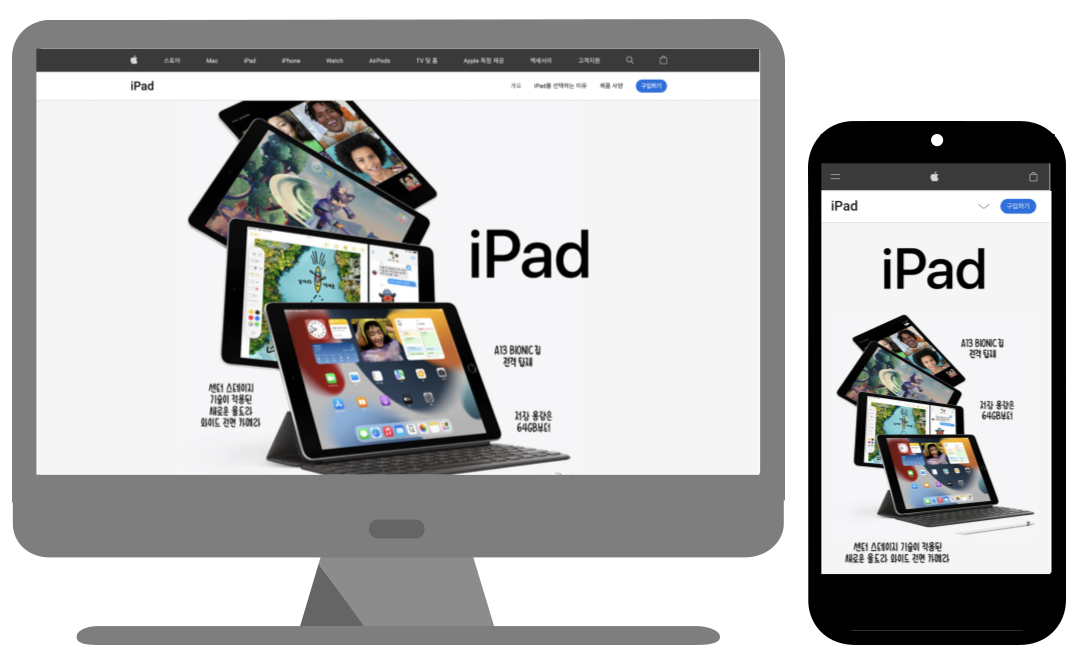 스토어 Mac iPad iPhone Watch AirPods TV 및 홈 Apple 독점 제공 액세서리 고객지원
iPad
개요 iPad를 선택하는 이유 제품 사양 구입하기
iPad
A13 BIONIC 칩
전격 탑재
센터 스테이지
기술이 적용된
새로운 울트라
와이드 전면 카메라
저장 용량은
64GB부터
iPad
구입하기
iPad
A13 BIONIC 칩
전격 탑재
저장 용량은
64GB부터
센터 스테이지 기술이 적용된
새로운 울트라 와이드 전면 카메라